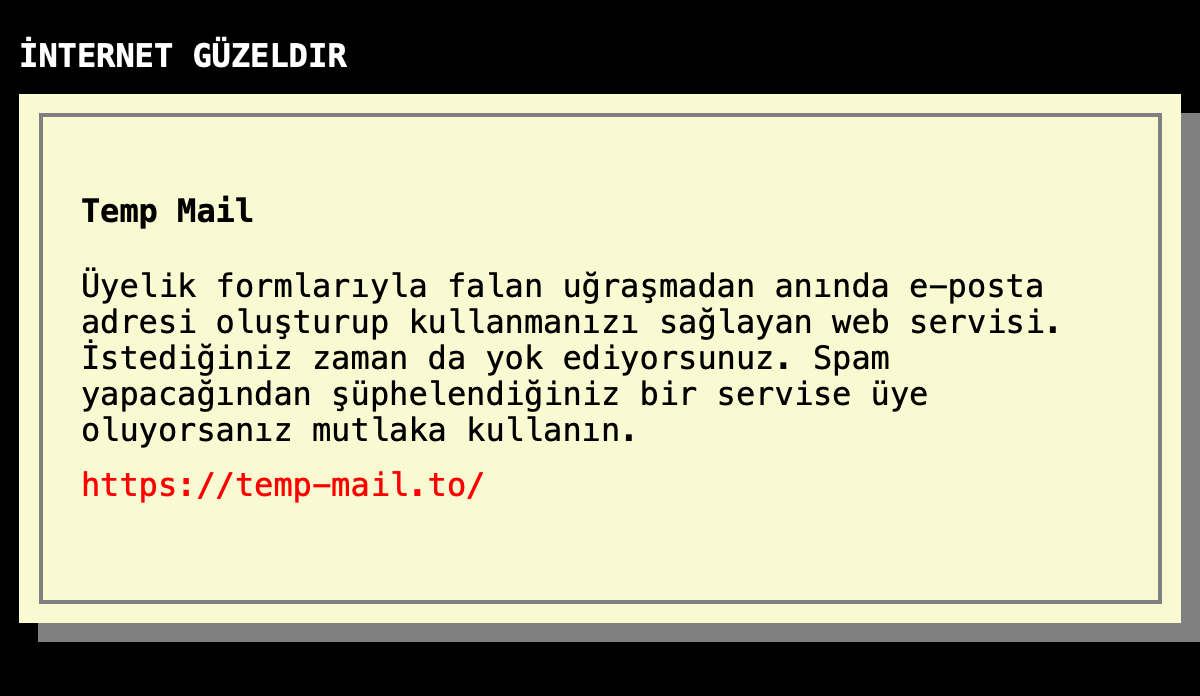 İNTERNET GÜZELDIR
Temp Mail
Üyelik formlarıyla falan uğraşmadan anında e-posta
adresi oluşturup kullanmanızı sağlayan web servisi.
İstediğiniz zaman da yok ediyorsunuz. Spam
yapacağından şüphelendiğiniz bir servise üye
oluyorsanız mutlaka kullanın.
https://temp-mail.to/